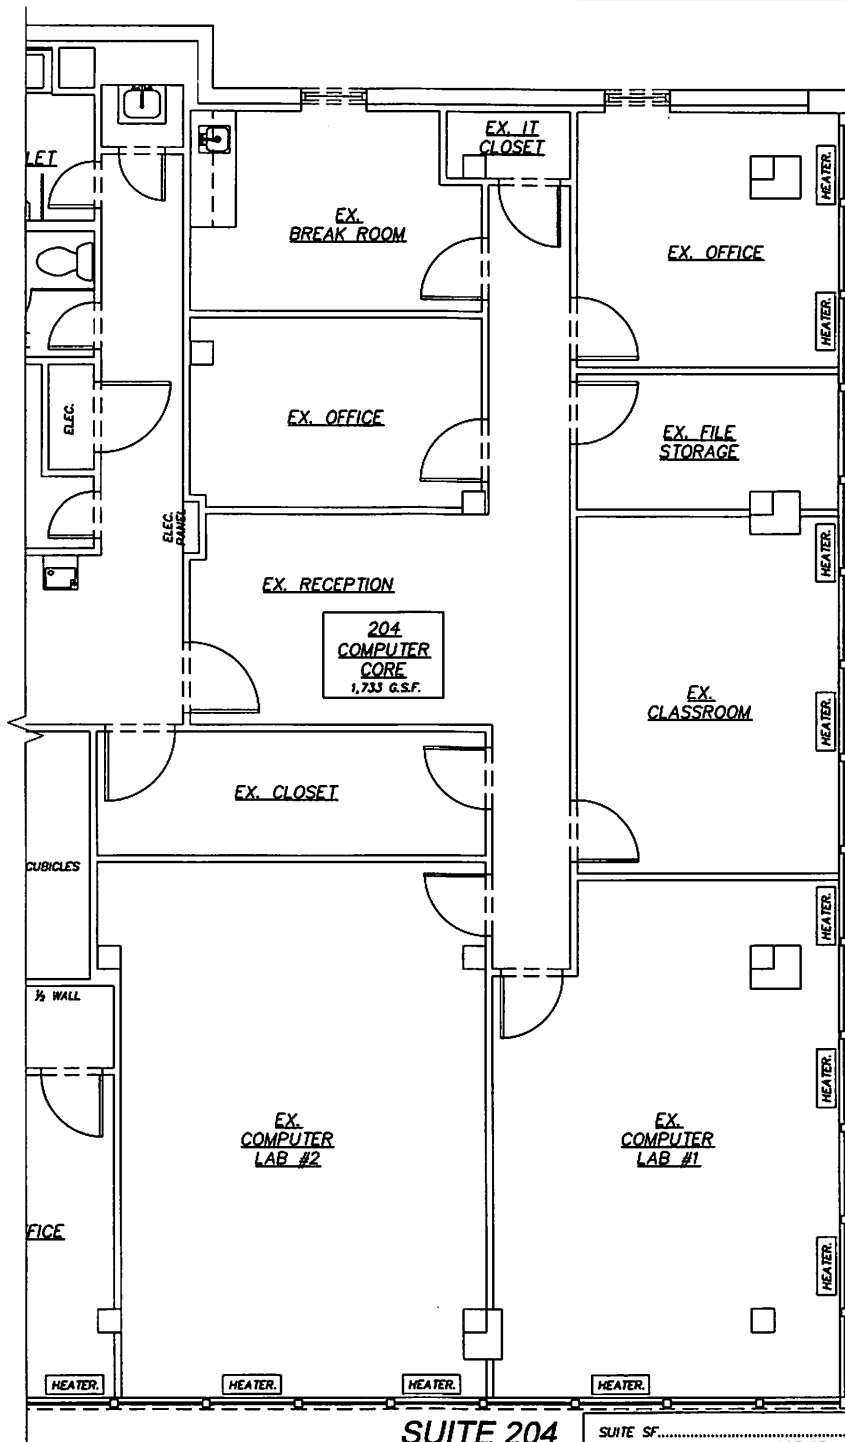 EX. IT
CLOSET
LET
HEATER.
EX.
BREAK ROOM
EX. OFFICE
HEATER.
ELEC.
EX. OFFICE
EX. FILE
STORAGE
ELEC.
PANEL
HEATER.
EX. RECEPTION
204
COMPUTER
CORE
1,733 G.S.F.
EX.
CLASSROOM
HEATER.
EX. CLOSET
CUBICLES
HEATER.
½ WALL
HEATER.
EX.
COMPUTER
LAB #2
EX.
COMPUTER
LAB #1
FICE
HEATER.
HEATER.
HEATER.
HEATER.
HEATER.
SUITE 204
SUITE SF..........................................